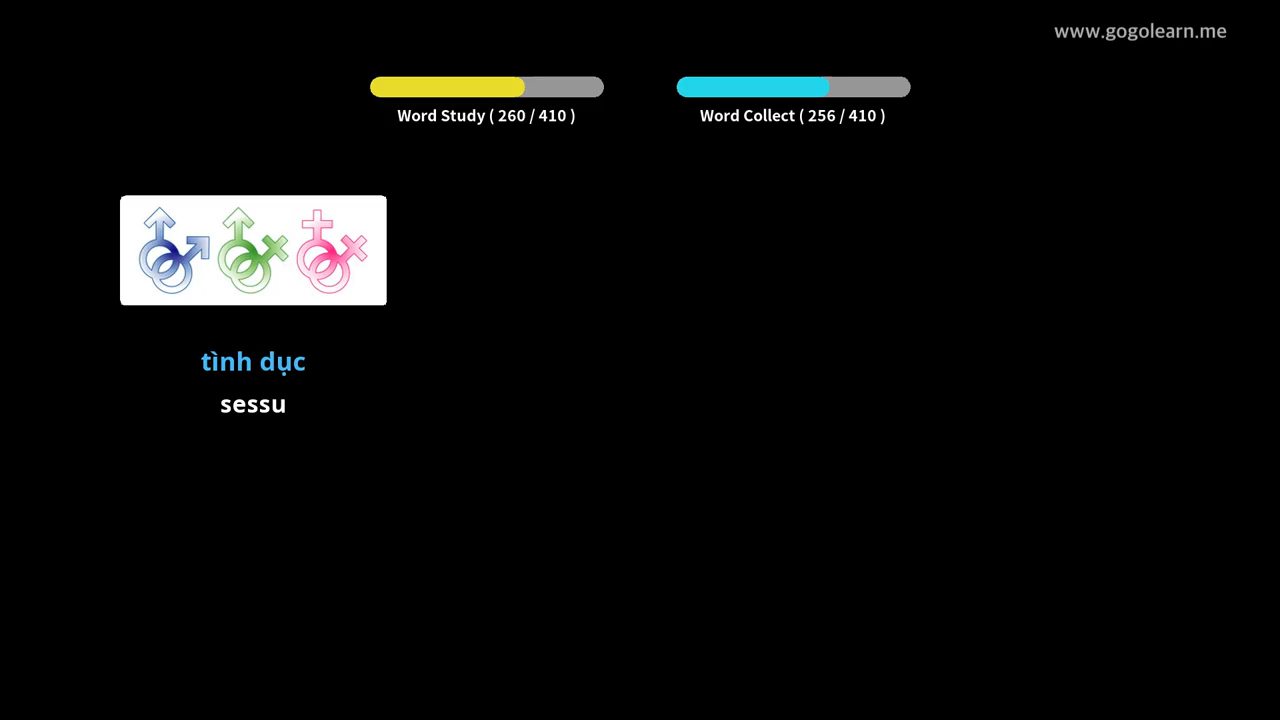 www.gogolearn.me
Word Study ( 260 / 410 )
Word Collect ( 256 / 410 )
tình dục
sessu